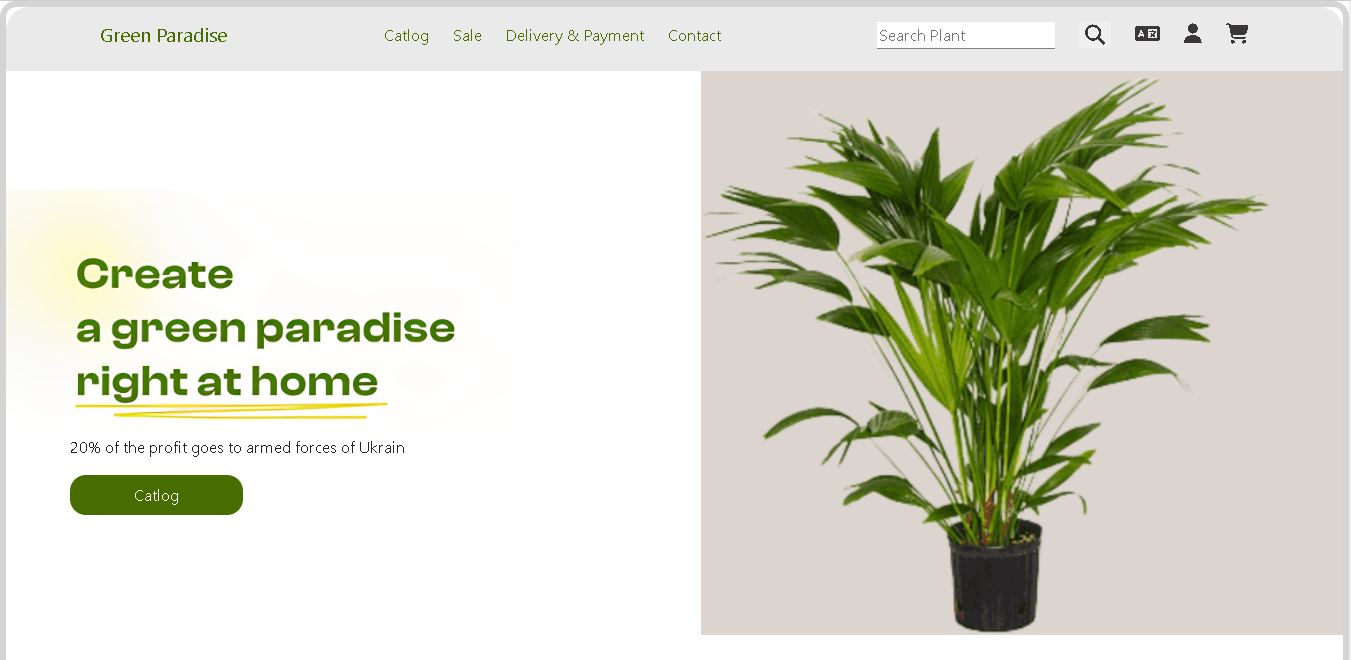 Green Paradise
Catlog Sale Delivery & Payment Contact
Search Plant
Create
a green paradise
right at home
20% of the profit goes to armed forces of Ukrain
Catlog